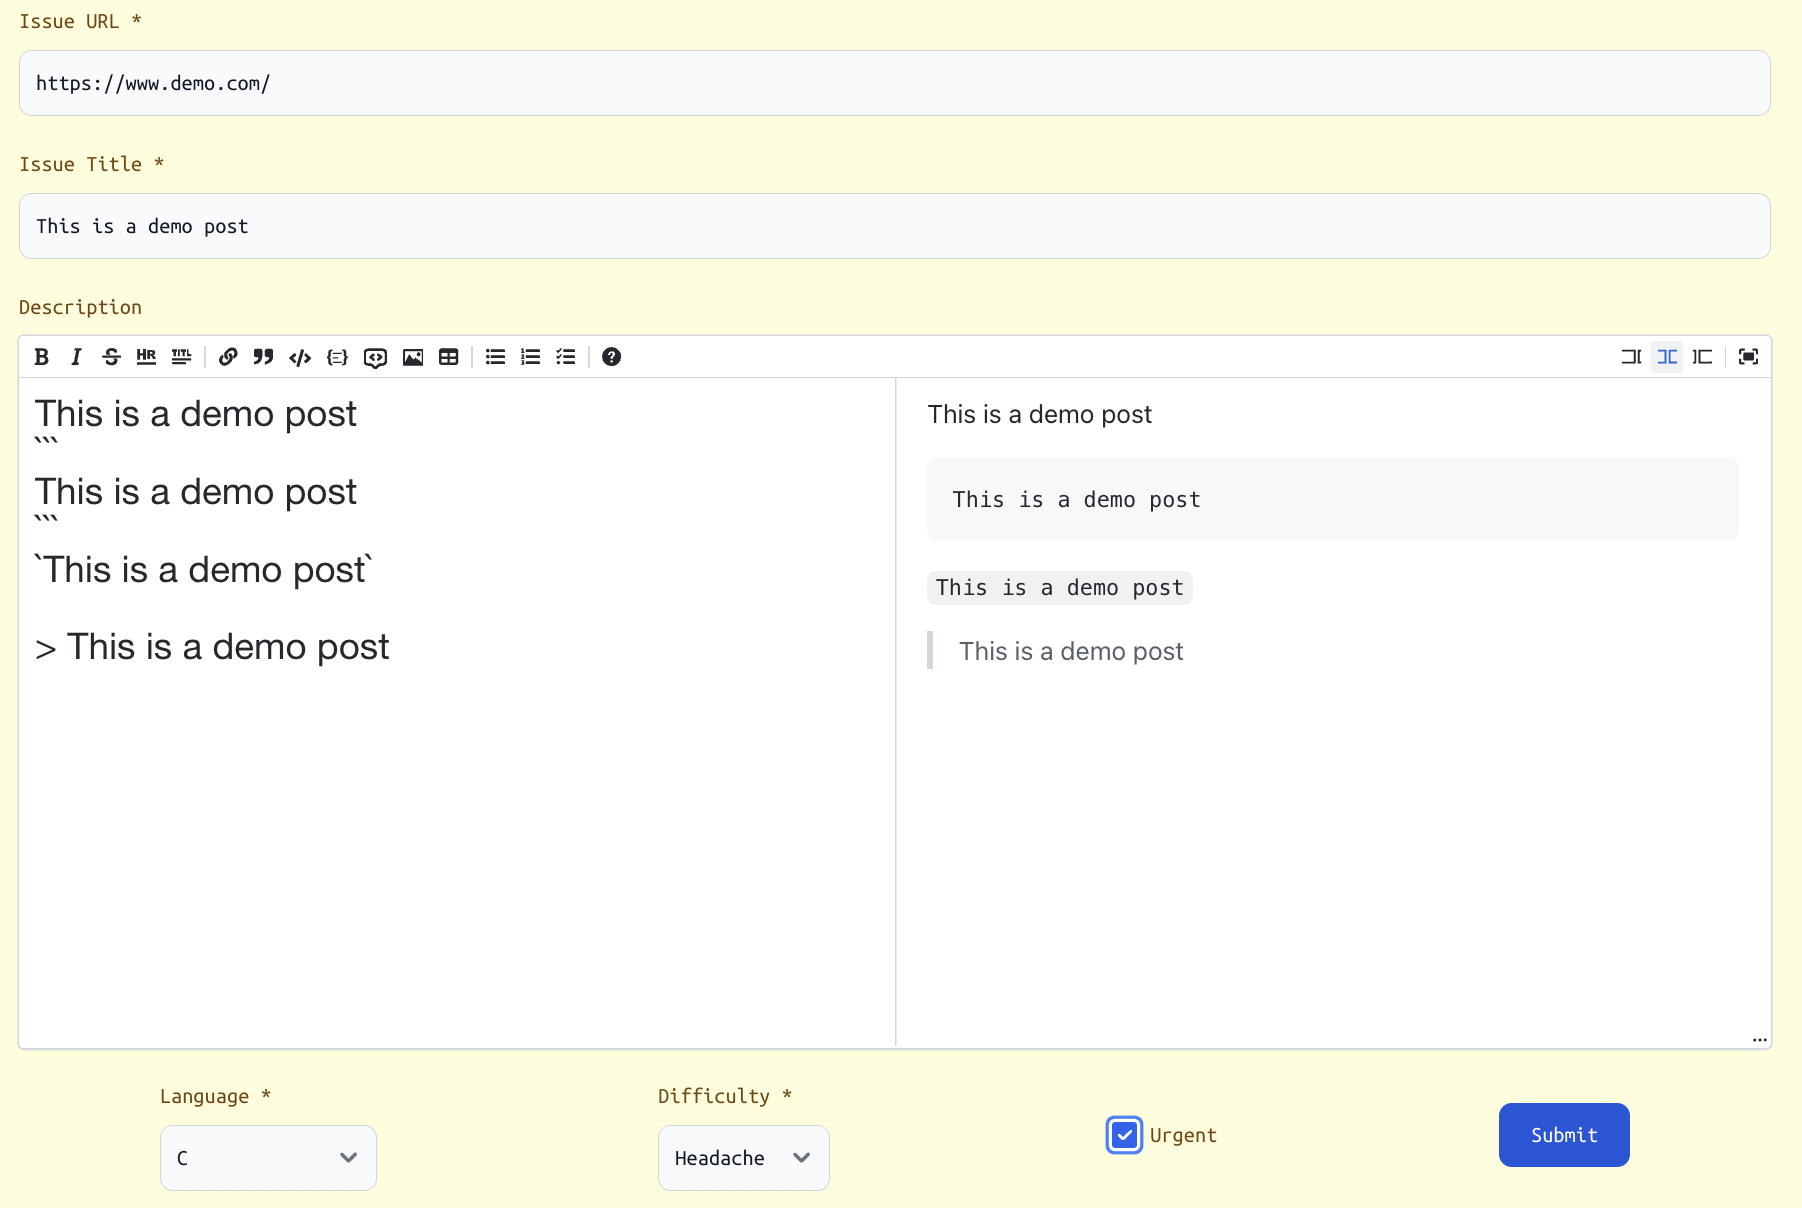 Issue URL *
https://www.demo.com/
Issue Title *
This is a demo post
Description
B I S HR TITL
This is a demo post
```
This is a demo post
```
`This is a demo post`
> This is a demo post
This is a demo post
This is a demo post
This is a demo post
This is a demo post
Language *
C
Difficulty *
Headache
Urgent
Submit